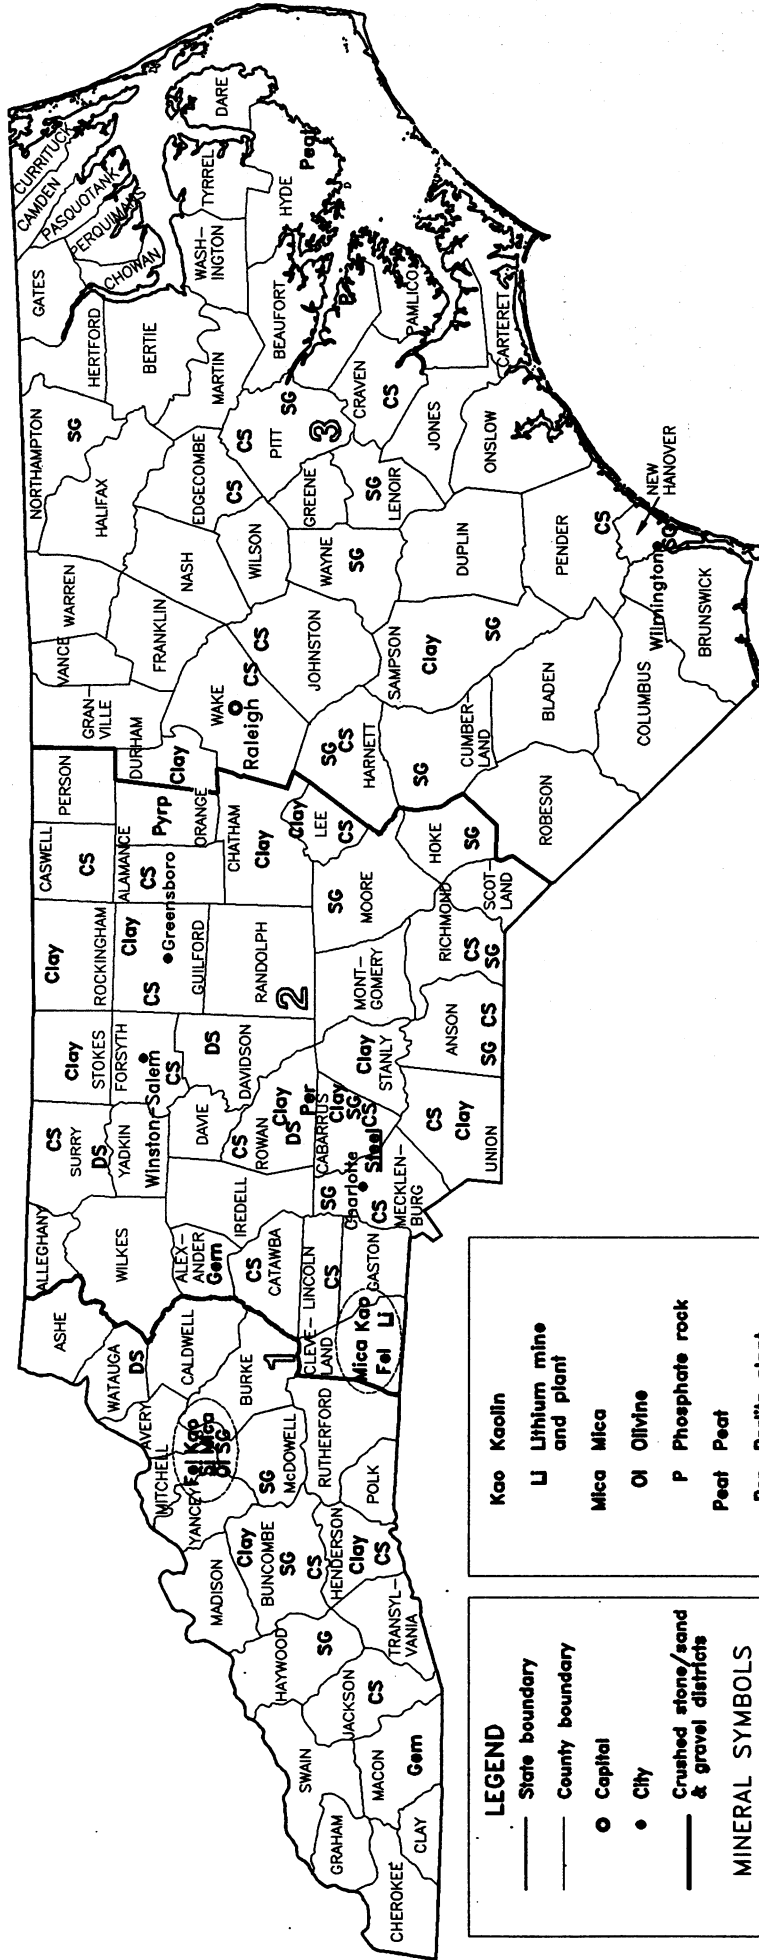 CURRITUCK
CAMDEN
PASQUOTANK
PERQUIMANS
GATES
CHOWAN
HERTFORD
BERTIE
NORTHAMPTON
SG
HALIFAX
WARREN
VANCE
GRAN-
VILLE
PERSON
CASWELL
CS
ROCKINGHAM
Clay
STOKES
Clay
SURRY
CS
DS
ALLEGHANY
ASHE
WATAUGA
DS
WILKES
YADKIN
FORSYTH
Winston-Salem
CS
GUILFORD
Greensboro
Clay
CS
ALAMANCE
CS
ORANGE
Pyrp
DURHAM
Clay
FRANKLIN
NASH
EDGECOMBE
CS
MARTIN
WASH-
INGTON
TYRREL
DARE
HYDE
Peat
BEAUFORT
P
PITT
CS
SG
3
GREENE
WILSON
WAKE
Raleigh
CS
JOHNSTON
CS
CHATHAM
Clay
LEE
Clay
CS
RANDOLPH
2
DAVIDSON
DS
DAVIE
ROWAN
CS
Clay
DS
Per
IREDELL
ALEX-
ANDER
Gem
CATAWBA
CS
CALDWELL
BURKE
1
AVERY
MITCHELL
YANCEY
Fel Kao
Si Mica
Ol SG
McDOWELL
SG
MADISON
BUNCOMBE
Clay
SG
CS
HAYWOOD
SG
SWAIN
GRAHAM
CHEROKEE
CLAY
MACON
Gem
JACKSON
CS
TRANSYL-
VANIA
HENDERSON
Clay
CS
POLK
RUTHERFORD
CLEVE-
LAND
Mica Kao
Fel Li
LINCOLN
CS
GASTON
MECKLEN-
BURG
Charlotte
SG
CS
CABARRUS
Clay
SG
CS
Steel
STANLY
Clay
UNION
CS
Clay
ANSON
SG CS
MONT-
GOMERY
RICHMOND
CS
SG
MOORE
SG
SCOT-
LAND
HOKE
SG
HARNETT
SG
CS
CUMBER-
LAND
SG
ROBESON
BLADEN
SAMPSON
Clay
SG
WAYNE
SG
LENOIR
SG
CRAVEN
CS
PAMLICO
CARTERET
JONES
ONSLOW
DUPLIN
PENDER
CS
NEW
HANOVER
SG
Wilmington
BRUNSWICK
COLUMBUS
LEGEND
State boundary
County boundary
Capital
City
Crushed stone/sand
& gravel districts
MINERAL SYMBOLS
Kao Kaolin
Li Lithium mine
and plant
Mica Mica
Ol Olivine
P Phosphate rock
Peat Peat